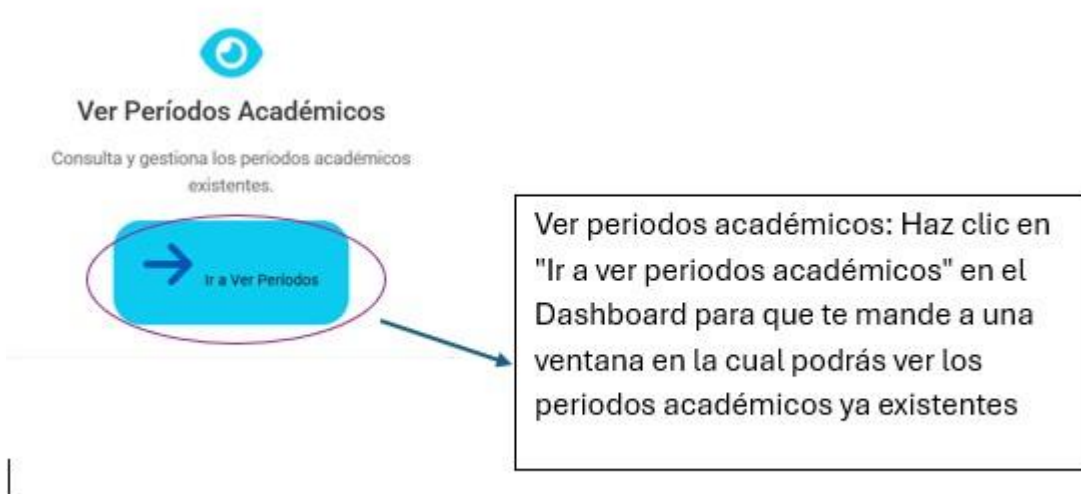 Ver Períodos Académicos
Consulta y gestiona los periodos académicos
existentes.
Ir a Ver Periodos
Ver periodos académicos: Haz clic en
"Ir a ver periodos académicos" en el
Dashboard para que te mande a una
ventana en la cual podrás ver los
periodos académicos ya existentes